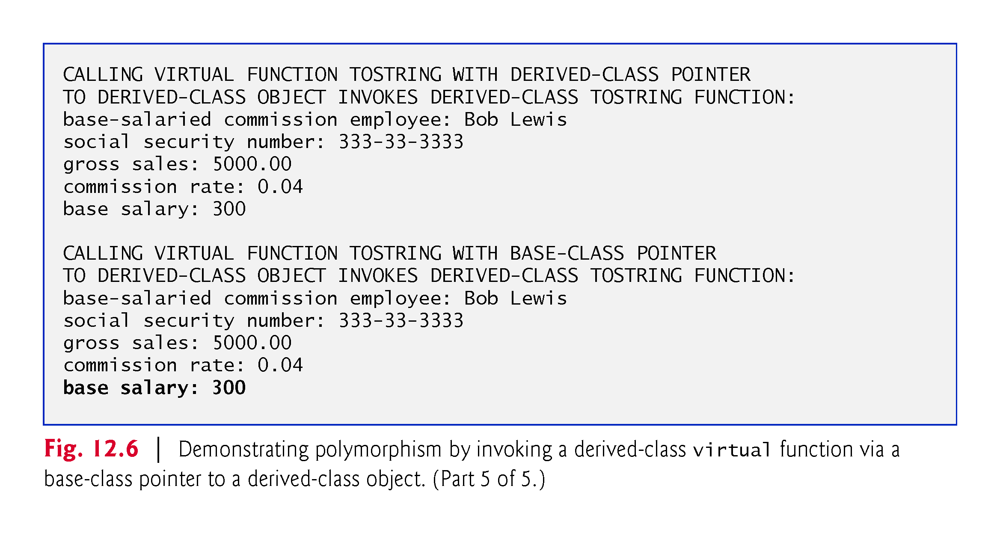 CALLING VIRTUAL FUNCTION TOSTRING WITH DERIVED-CLASS POINTER
TO DERIVED-CLASS OBJECT INVOKES DERIVED-CLASS TOSTRING FUNCTION:
base-salaried commission employee: Bob Lewis
social security number: 333-33-3333
gross sales: 5000.00
commission rate: 0.04
base salary: 300
CALLING VIRTUAL FUNCTION TOSTRING WITH BASE-CLASS POINTER
TO DERIVED-CLASS OBJECT INVOKES DERIVED-CLASS TOSTRING FUNCTION:
base-salaried commission employee: Bob Lewis
social security number: 333-33-3333
gross sales: 5000.00
commission rate: 0.04
base salary: 300
Fig. 12.6 | Demonstrating polymorphism by invoking a derived-class virtual function via a
base-class pointer to a derived-class object. (Part 5 of 5.)